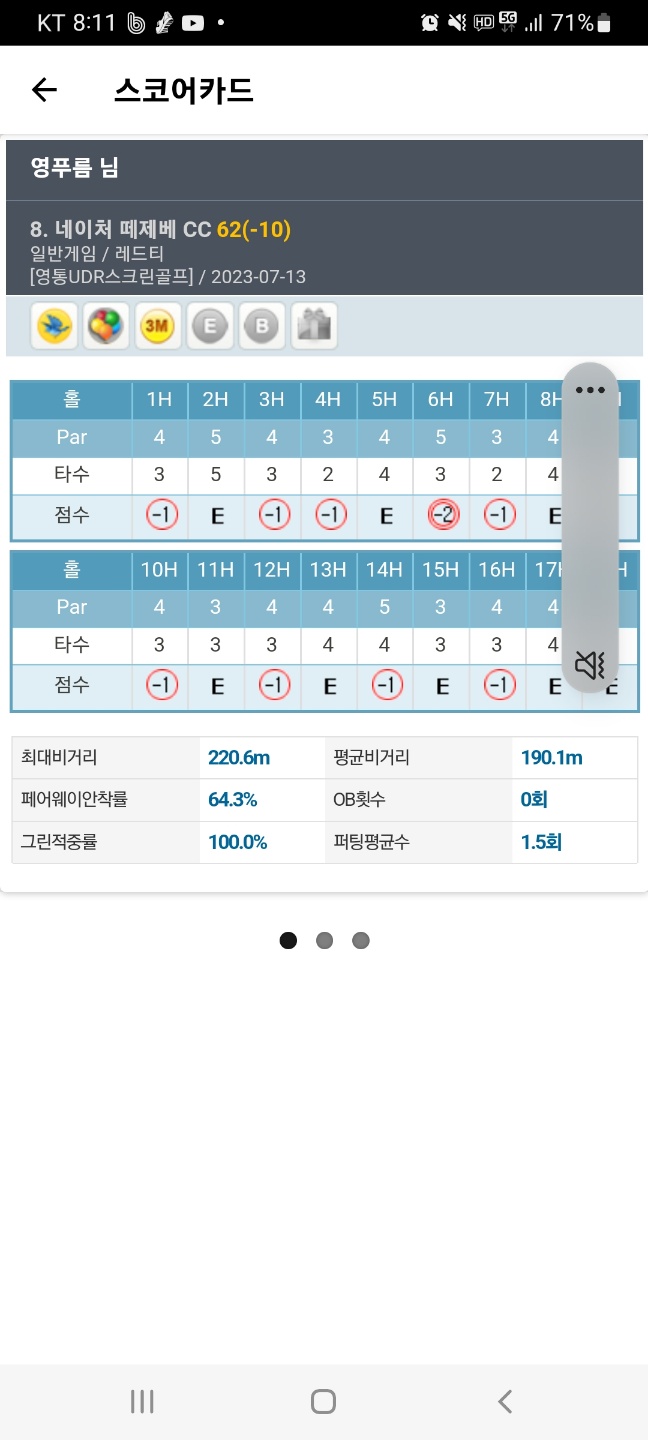 KT 8:11 HD 5G 71%
스코어카드
영푸름 님
8. 네이처 떼제베 CC 62(-10)
일반게임 / 레드티
[영통UDR스크린골프] / 2023-07-13
3M E B
홀 1H 2H 3H 4H 5H 6H 7H 8H
Par 4 5 4 3 4 5 3 4
타수 3 5 3 2 4 3 2 4
점수 -1 E -1 -1 E -2 -1 E
홀 10H 11H 12H 13H 14H 15H 16H 17H H
Par 4 3 4 4 5 3 4 4
타수 3 3 3 4 4 3 3 4
점수 -1 E -1 E -1 E -1 E E
최대비거리 220.6m 평균비거리 190.1m
페어웨이안착률 64.3% OB횟수 0회
그린적중률 100.0% 퍼팅평균수 1.5회